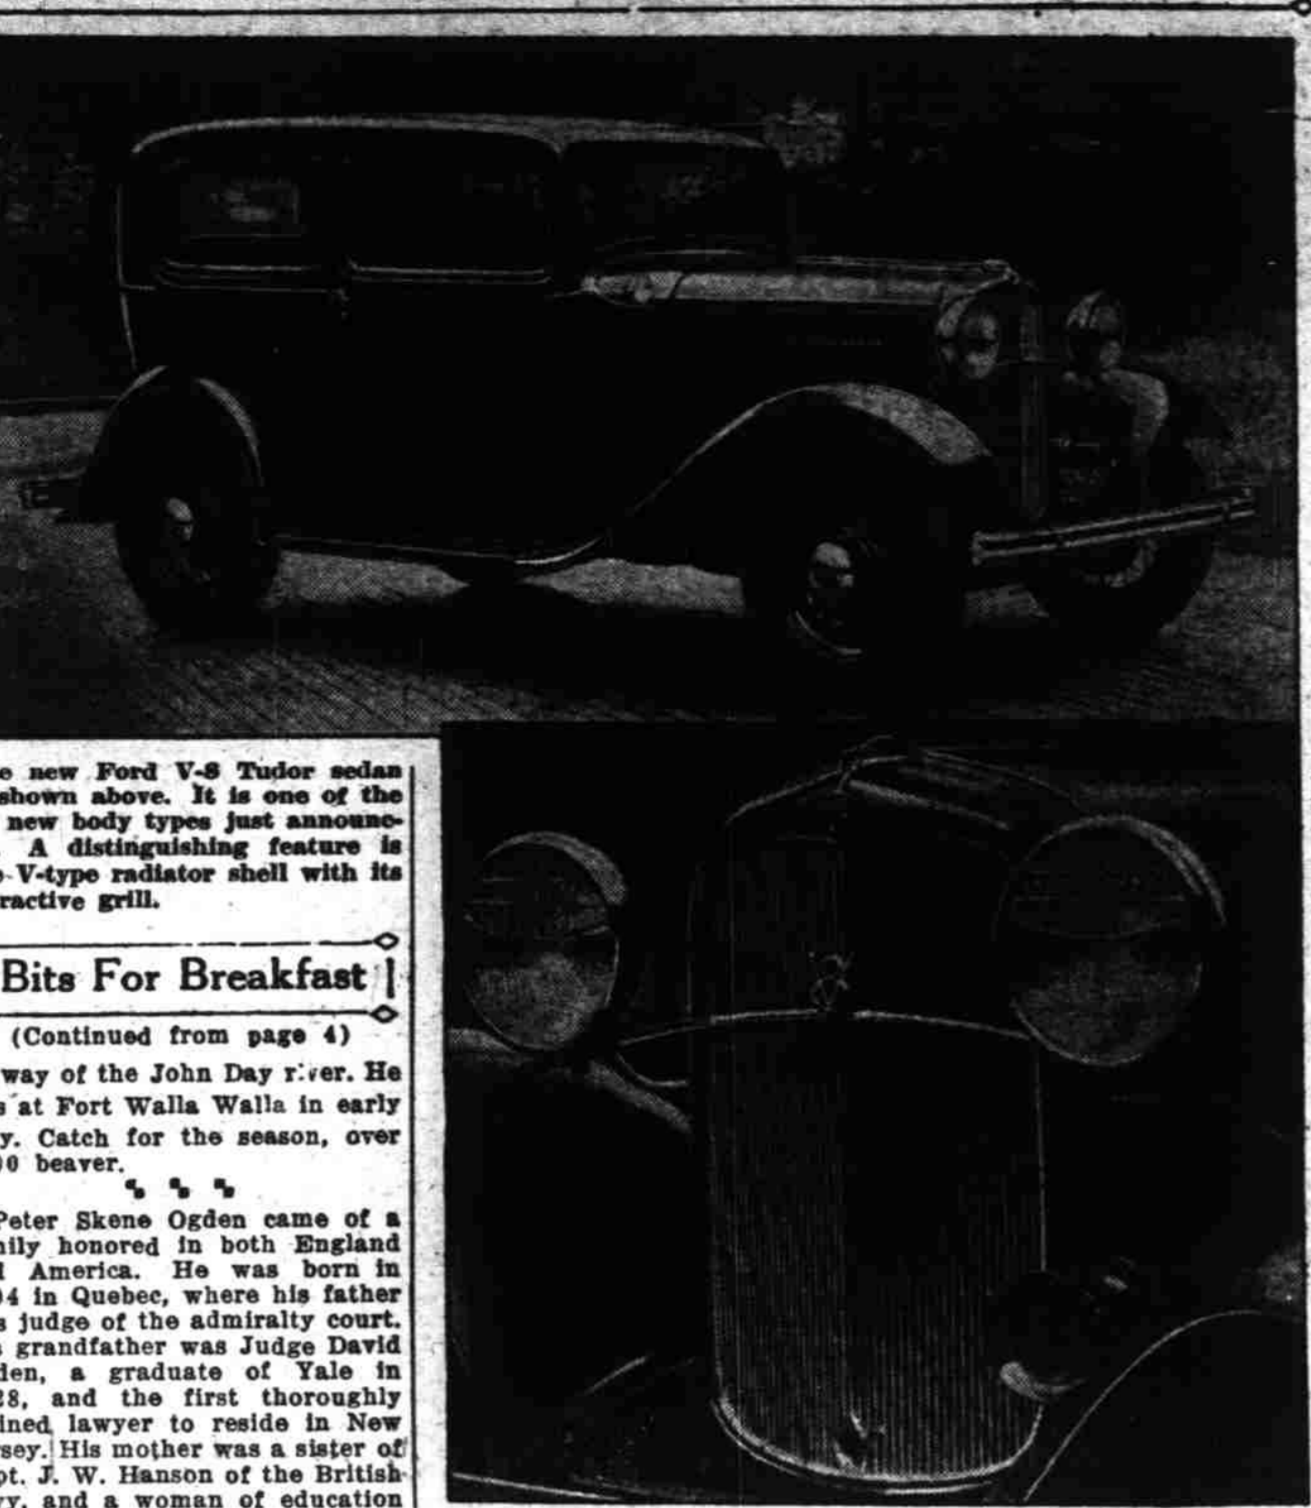 e new Ford V-8 Tudor sedan
shown above. It is one of the
new body types just announc-
. A distinguishing feature is
e V-type radiator shell with its
ractive grill.
Bits For Breakfast
(Continued from page 4)
way of the John Day river. He
s at Fort Walla Walla in early
y. Catch for the season, over
00 beaver.
Peter Skene Ogden came of a
nily honored in both England
d America. He was born in
94 in Quebec, where his father
s judge of the admiralty court.
s grandfather was Judge David
den, a graduate of Yale in
28, and the first thoroughly
ined lawyer to reside in New
rsey. His mother was a sister of
pt. J. W. Hanson of the British
vy, and a woman of education